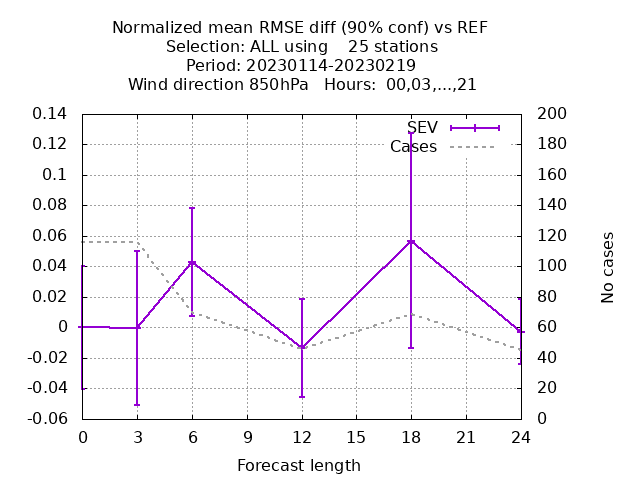 Normalized mean RMSE diff (90% conf) vs REF
Selection: ALL using    25 stations
Period: 20230114-20230219
Wind direction 850hPa   Hours:  00,03,...,21
SEV
Cases
0.14
0.12
0.1
0.08
0.06
0.04
0.02
0
-0.02
-0.04
-0.06
200
180
160
140
120
100
80
60
40
20
0
No cases
0 3 6 9 12 15 18 21 24
Forecast length